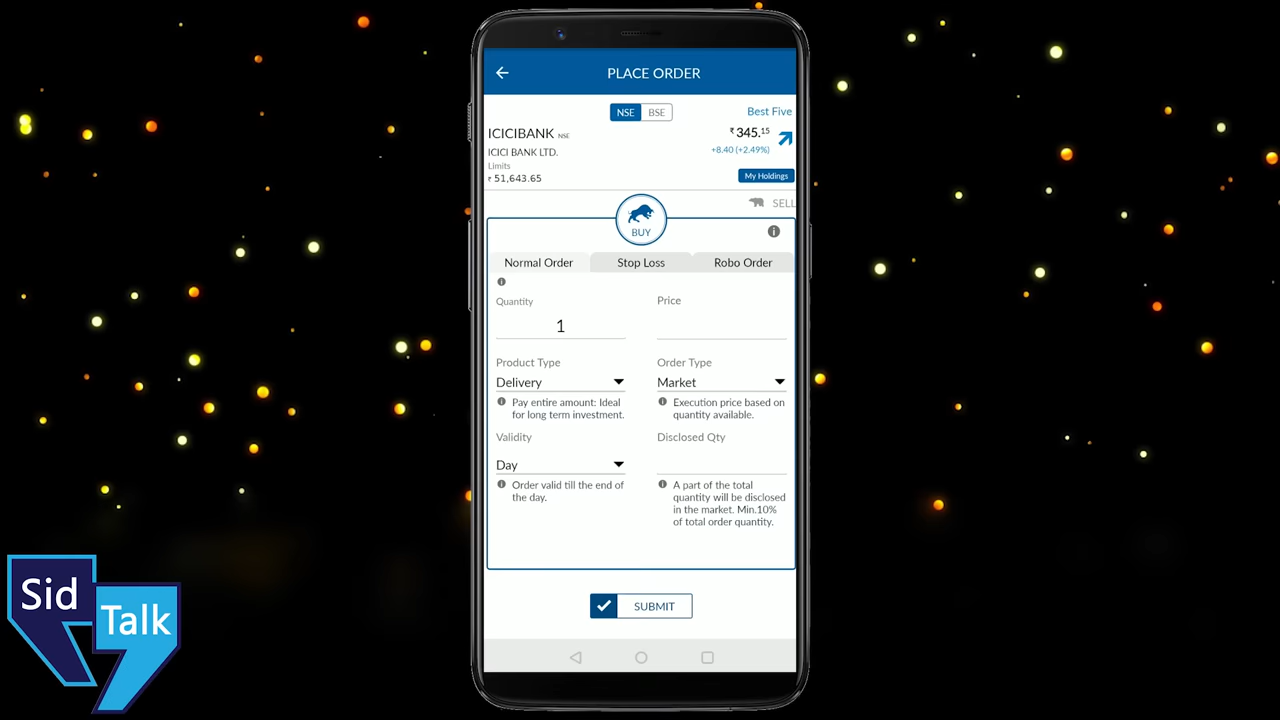 PLACE ORDER
NSE BSE
Best Five
ICICIBANK NSE
₹ 345.15
ICICI BANK LTD.
+8.40 (+2.49%)
Limits
₹ 51,643.65
My Holdings
SELL
BUY
Normal Order Stop Loss Robo Order
Quantity Price
1
Product Type Order Type
Delivery Market
Pay entire amount: Ideal
for long term investment.
Execution price based on
quantity available.
Validity Disclosed Qty
Day
Order valid till the end of
the day.
A part of the total
quantity will be disclosed
in the market. Min.10%
of total order quantity.
SUBMIT
Sid
Talk